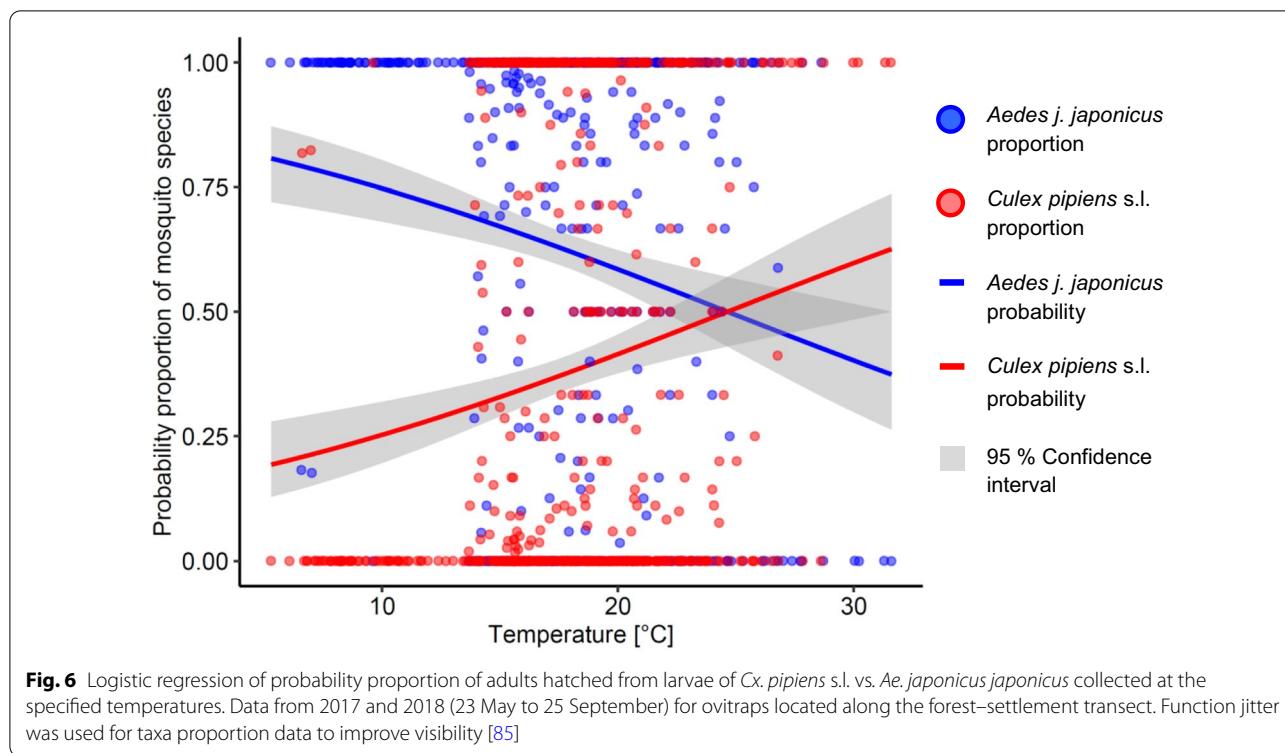 1.00
0.75
0.50
0.25
0.00
Probability proportion of mosquito species
10
20
30
Temperature [°C]
Aedes j. japonicus
proportion
Culex pipiens s.l.
proportion
Aedes j. japonicus
probability
Culex pipiens s.l.
probability
95 % Confidence
interval
Fig. 6 Logistic regression of probability proportion of adults hatched from larvae of Cx. pipiens s.l. vs. Ae. japonicus japonicus collected at the
specified temperatures. Data from 2017 and 2018 (23 May to 25 September) for ovitraps located along the forest–settlement transect. Function jitter
was used for taxa proportion data to improve visibility [85]